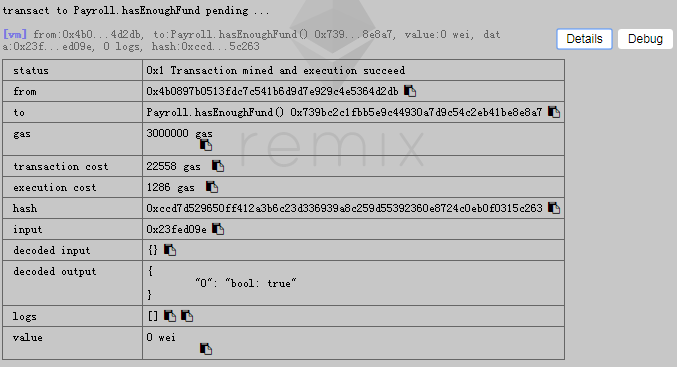 transact to Payroll.hasEnoughFund pending ...
[vm] from:0x4b0...4d2db, to:Payroll.hasEnoughFund() 0x739...8e8a7, value:0 wei, dat
a:0x23f...ed09e, 0 logs, hash:0xccd...5c263
Details
Debug
status 0x1 Transaction mined and execution succeed
from 0x4b0897b0513fdc7c541b6d9d7e929c4e5364d2db
to Payroll.hasEnoughFund() 0x739bc2c1fbb5e9c44930a7d9c54c2eb41be8e8a7
gas 3000000 gas
remix
transaction cost 22558 gas
execution cost 1286 gas
hash 0xccd7d529650ff412a3b6c23d336939a8c259d55392360e8724c0eb0f0315c263
input 0x23fed09e
decoded input {}
decoded output {
"0": "bool: true"
}
logs []
value 0 wei